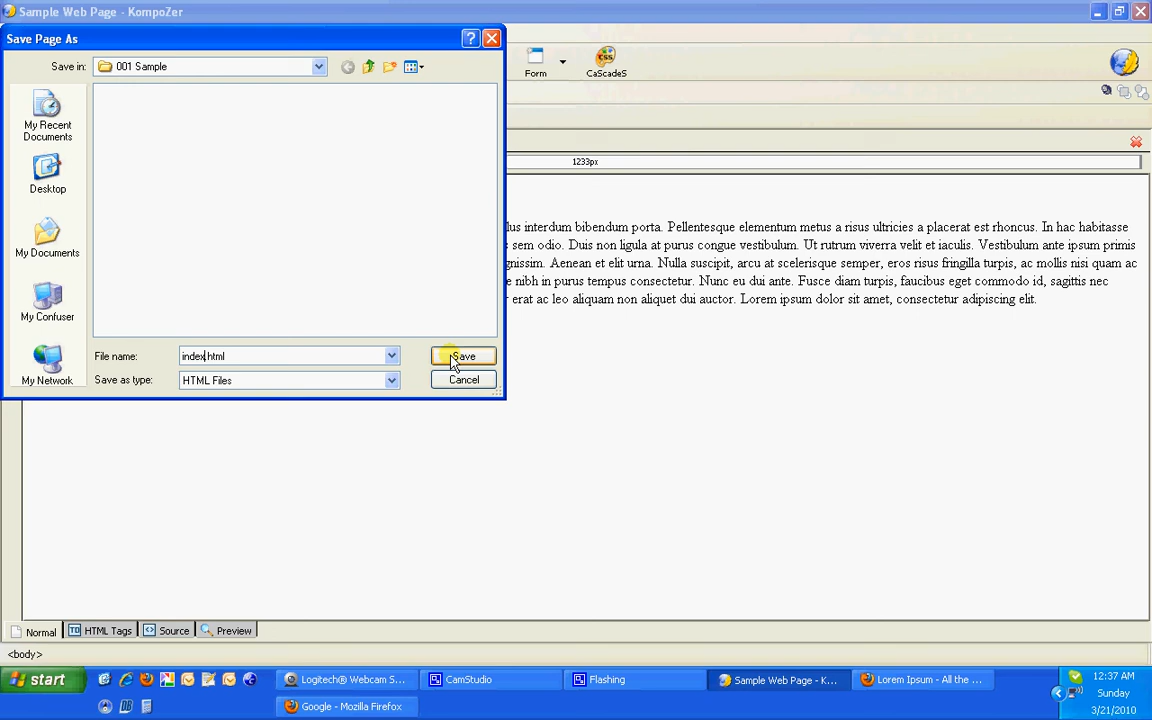 Sample Web Page - KompoZer
Save Page As
Save in:
001 Sample
Form
CaScadeS
CSS
My Recent
Documents
1233px
Desktop
lus interdum bibendum porta. Pellentesque elementum metus a risus ultricies a placerat est rhoncus. In hac habitasse
s sem odio. Duis non ligula at purus congue vestibulum. Ut rutrum viverra velit et iaculis. Vestibulum ante ipsum primis
gnissim. Aenean et elit urna. Nulla suscipit, arcu at scelerisque semper, eros risus fringilla turpis, ac mollis nisi quam ac
e nibh in purus tempus consectetur. Nunc eu dui ante. Fusce diam turpis, faucibus eget commodo id, sagittis nec
r erat ac leo aliquam non aliquet dui auctor. Lorem ipsum dolor sit amet, consectetur adipiscing elit.
My Documents
My Confuser
My Network
File name:
index.html
Save
Save as type:
HTML Files
Cancel
Normal
HTML Tags
Source
Preview
<body>
start
Logitech® Webcam S...
CamStudio
Flashing
Sample Web Page - K...
Lorem Ipsum - All the ...
Google - Mozilla Firefox
12:37 AM
Sunday
3/21/2010